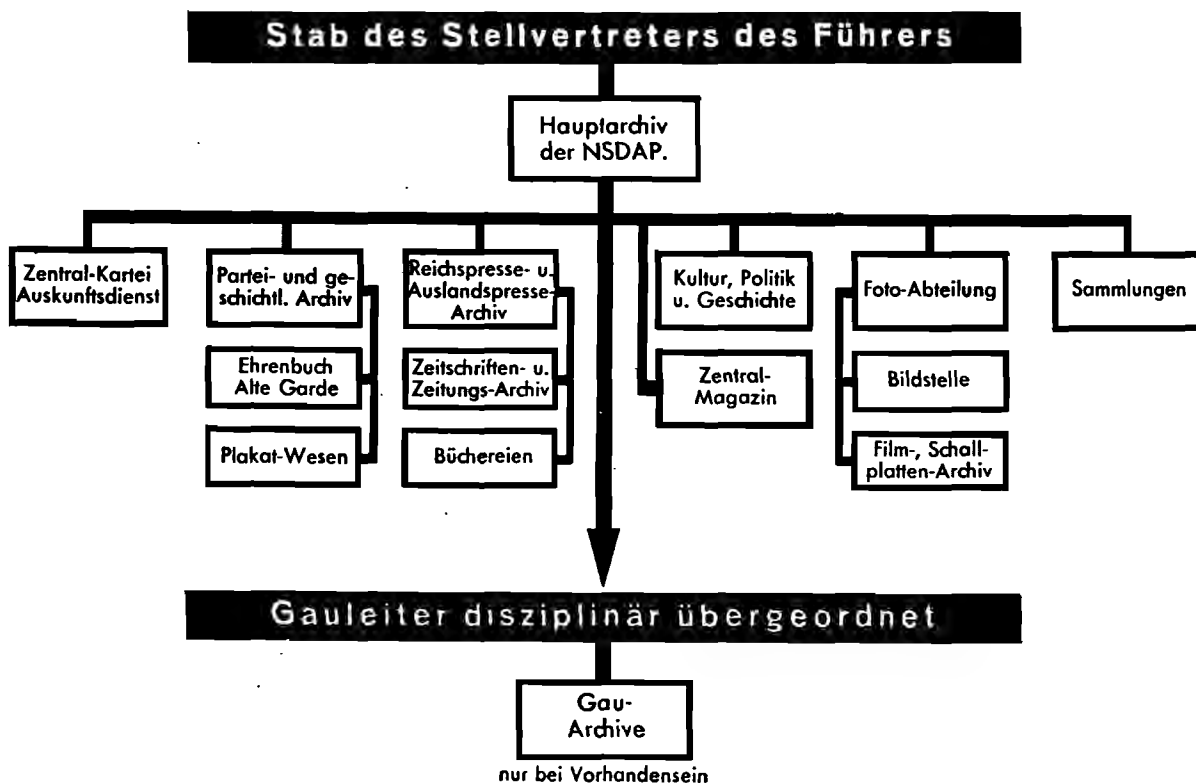 Stab des Stellvertreters des Führers
Hauptarchiv
der NSDAP.
Zentral-Kartei
Auskunftsdienst
Partei- und ge-
schichtl. Archiv
Reichspresse- u.
Auslandspresse-
Archiv
Kultur, Politik
u. Geschichte
Foto-Abteilung
Sammlungen
Ehrenbuch
Alte Garde
Zeitschriften- u.
Zeitungs-Archiv
Zentral-
Magazin
Bildstelle
Plakat-Wesen
Büchereien
Film-, Schall-
platten-Archiv
Gauleiter disziplinär übergeordnet
Gau-
Archive
nur bei Vorhandensein